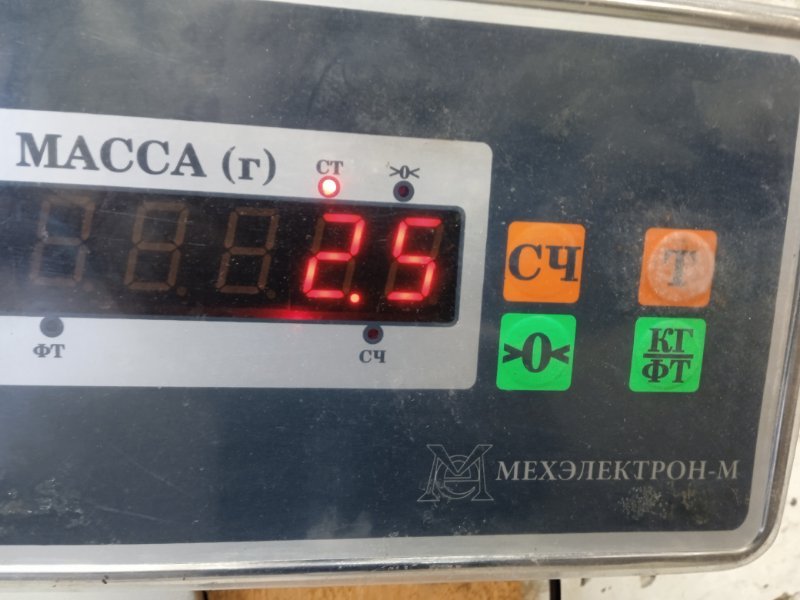 МАССА (г)
СТ
>0<
2.5
ФТ
СЧ
СЧ
Т
>0<
КГ
ФТ
МЕХЭЛЕКТРОН-М